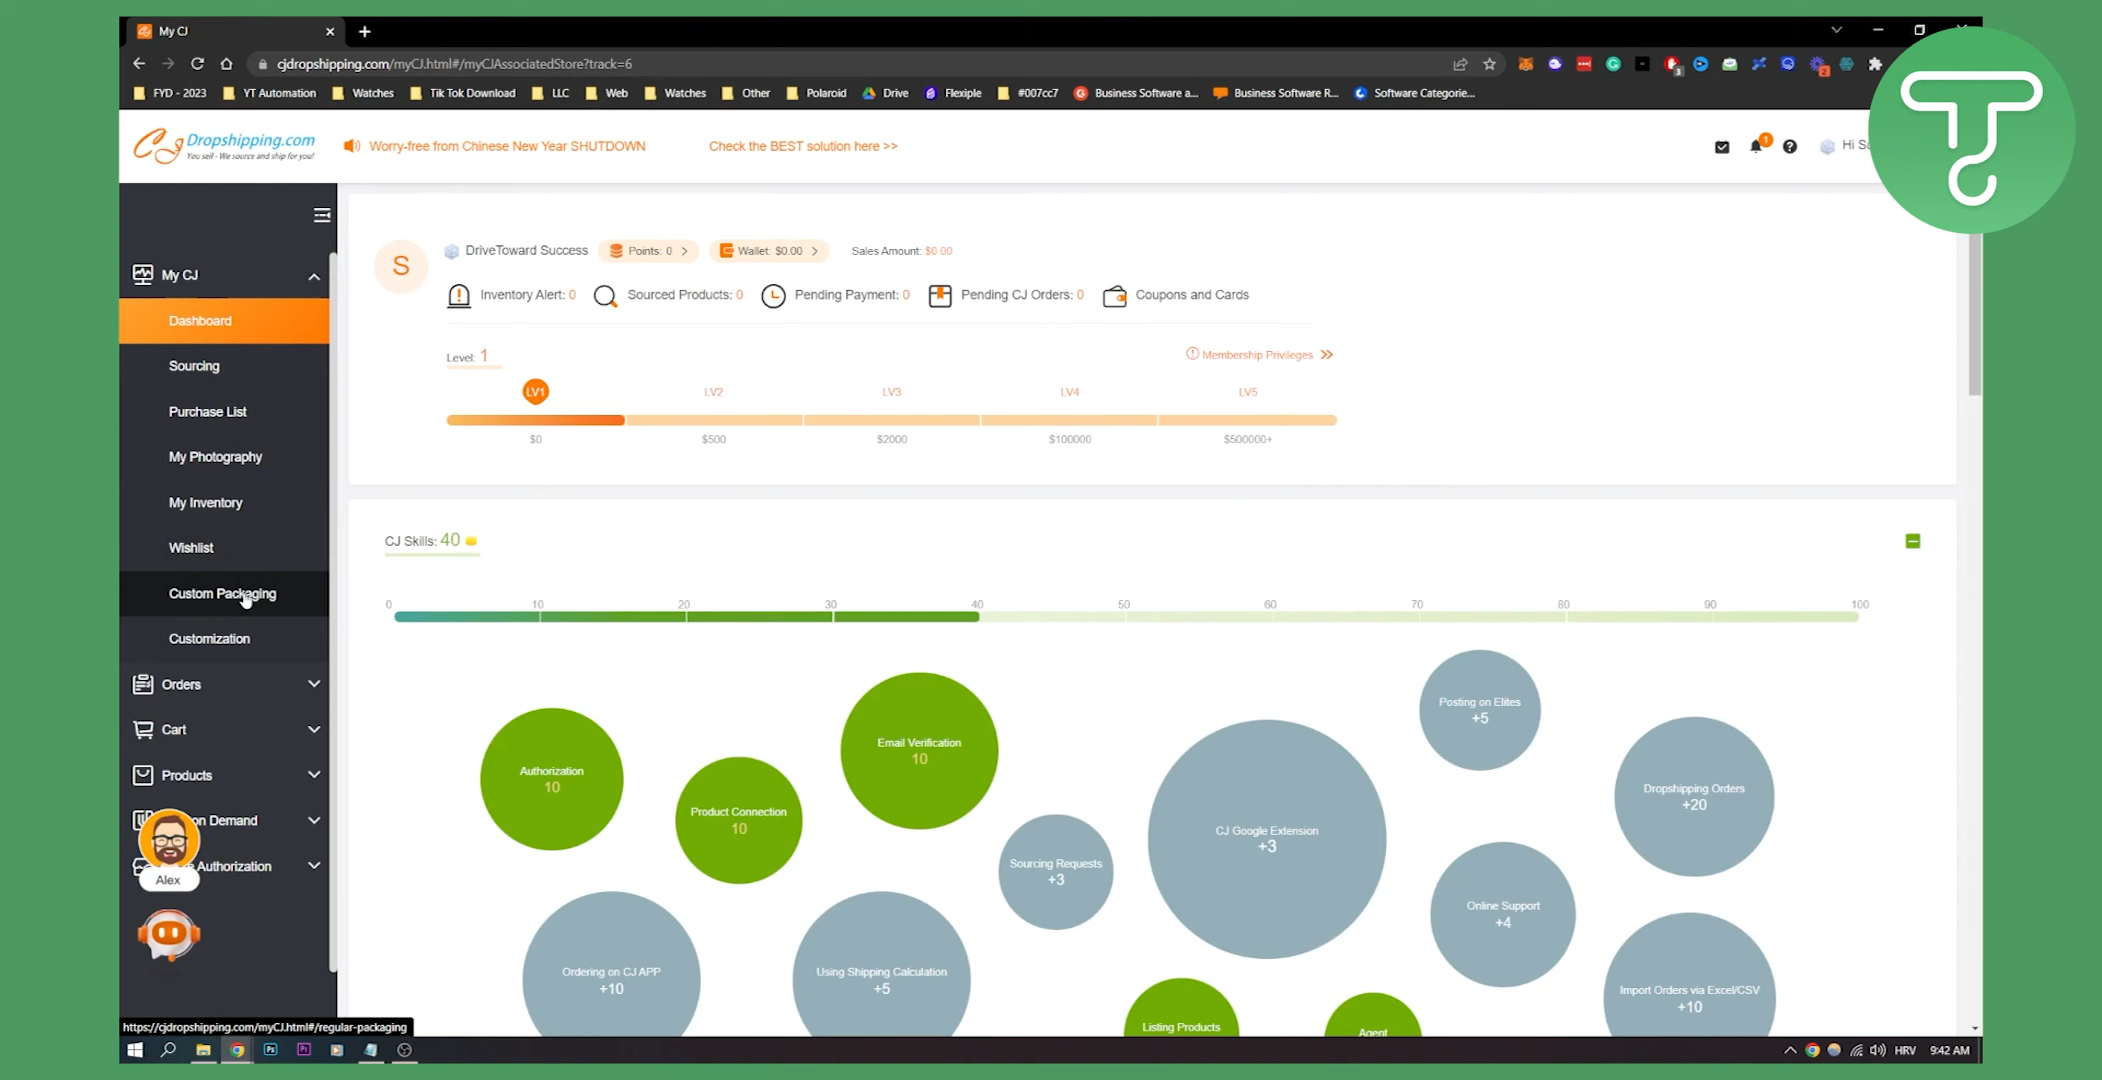 My CJ
cjdropshipping.com/myCJ.html#/myCJAssociatedStore?track=6
FYD - 2023
YT Automation
Watches
Tik Tok Download
LLC
Web
Watches
Other
Polaroid
Drive
Flexiple
#007cc7
Business Software a...
Business Software R...
Software Categorie...
Dropshipping.com
You sell - We source and ship for you!
Worry-free from Chinese New Year SHUTDOWN
Check the BEST solution here >>
1
Hi Su
My CJ
Dashboard
Sourcing
Purchase List
My Photography
My Inventory
Wishlist
Custom Packaging
Customization
Orders
Cart
Products
on Demand
Authorization
Alex
S
DriveToward Success
Points: 0 >
Wallet: $0.00 >
Sales Amount: $0.00
Inventory Alert: 0
Sourced Products: 0
Pending Payment: 0
Pending CJ Orders: 0
Coupons and Cards
Level: 1
Membership Privileges
LV1
LV2
LV3
LV4
LV5
$0
$500
$2000
$100000
$500000+
CJ Skills: 40
0 10 20 30 40 50 60 70 80 90 100
Posting on Elites
+5
Email Verification
10
Authorization
10
Product Connection
10
CJ Google Extension
+3
Dropshipping Orders
+20
Sourcing Requests
+3
Online Support
+4
Ordering on CJ APP
+10
Using Shipping Calculation
+5
Import Orders via Excel/CSV
+10
Listing Products
Agent
https://cjdropshipping.com/myCJ.html#/regular-packaging
HRV
9:42 AM